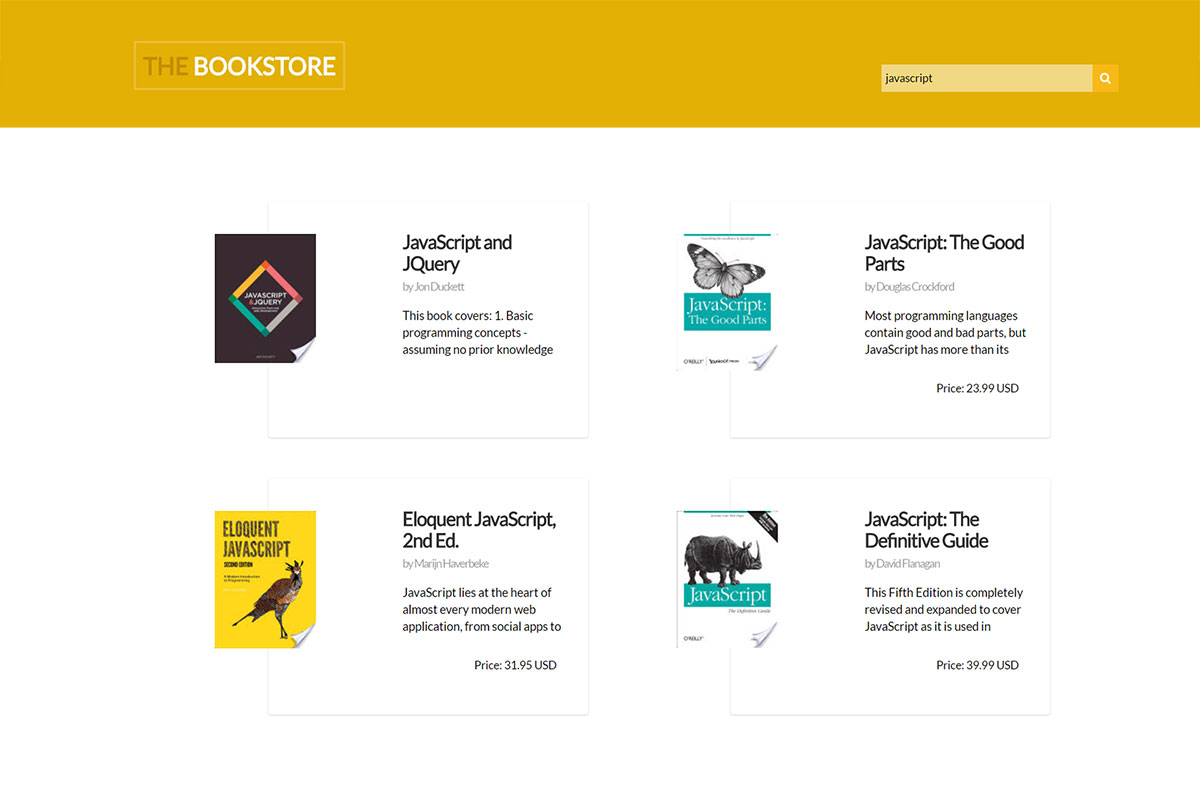 THE BOOKSTORE
javascript
JAVASCRIPT
& JQUERY
JavaScript and
JQuery
by Jon Duckett
This book covers: 1. Basic
programming concepts -
assuming no prior knowledge
JavaScript:
The Good Parts
O'REILLY
YAHOO! PRESS
JavaScript: The Good
Parts
by Douglas Crockford
Most programming languages
contain good and bad parts, but
JavaScript has more than its
Price: 23.99 USD
ELOQUENT
JAVASCRIPT
SECOND EDITION
A Modern Introduction
to Programming
Eloquent JavaScript,
2nd Ed.
by Marijn Haverbeke
JavaScript lies at the heart of
almost every modern web
application, from social apps to
Price: 31.95 USD
JavaScript
The Definitive Guide
O'REILLY
JavaScript: The
Definitive Guide
by David Flanagan
This Fifth Edition is completely
revised and expanded to cover
JavaScript as it is used in
Price: 39.99 USD